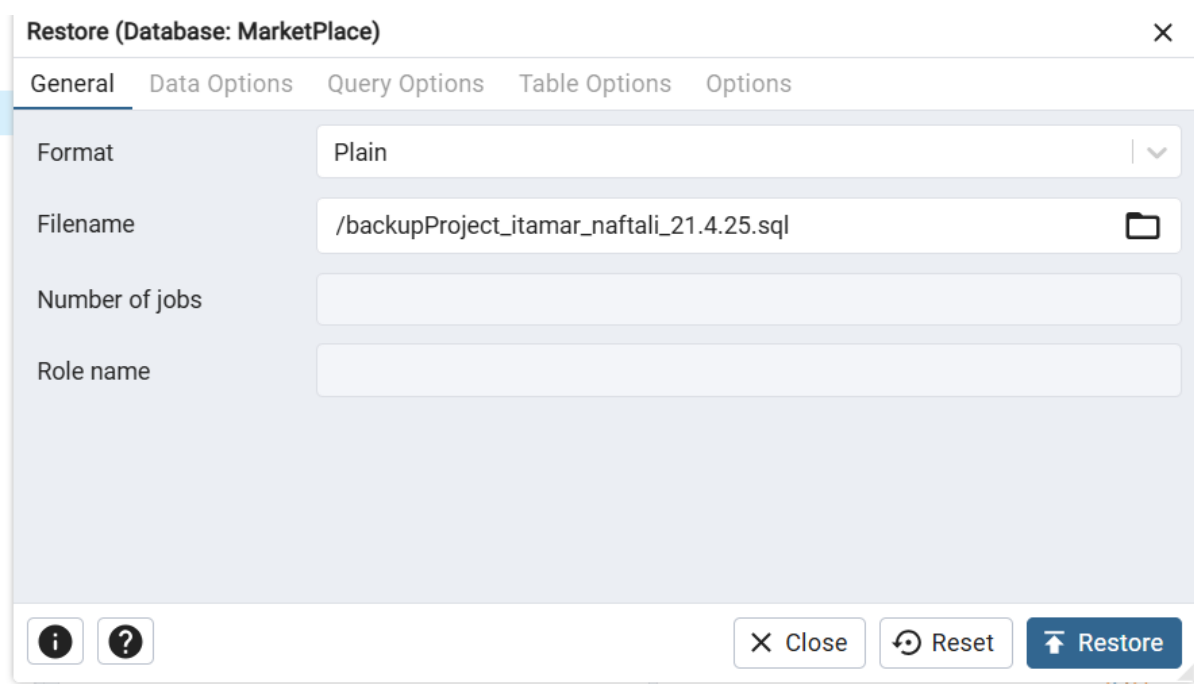 Restore (Database: MarketPlace)
General Data Options Query Options Table Options Options
Format Plain
Filename /backupProject_itamar_naftali_21.4.25.sql
Number of jobs
Role name
Close Reset Restore